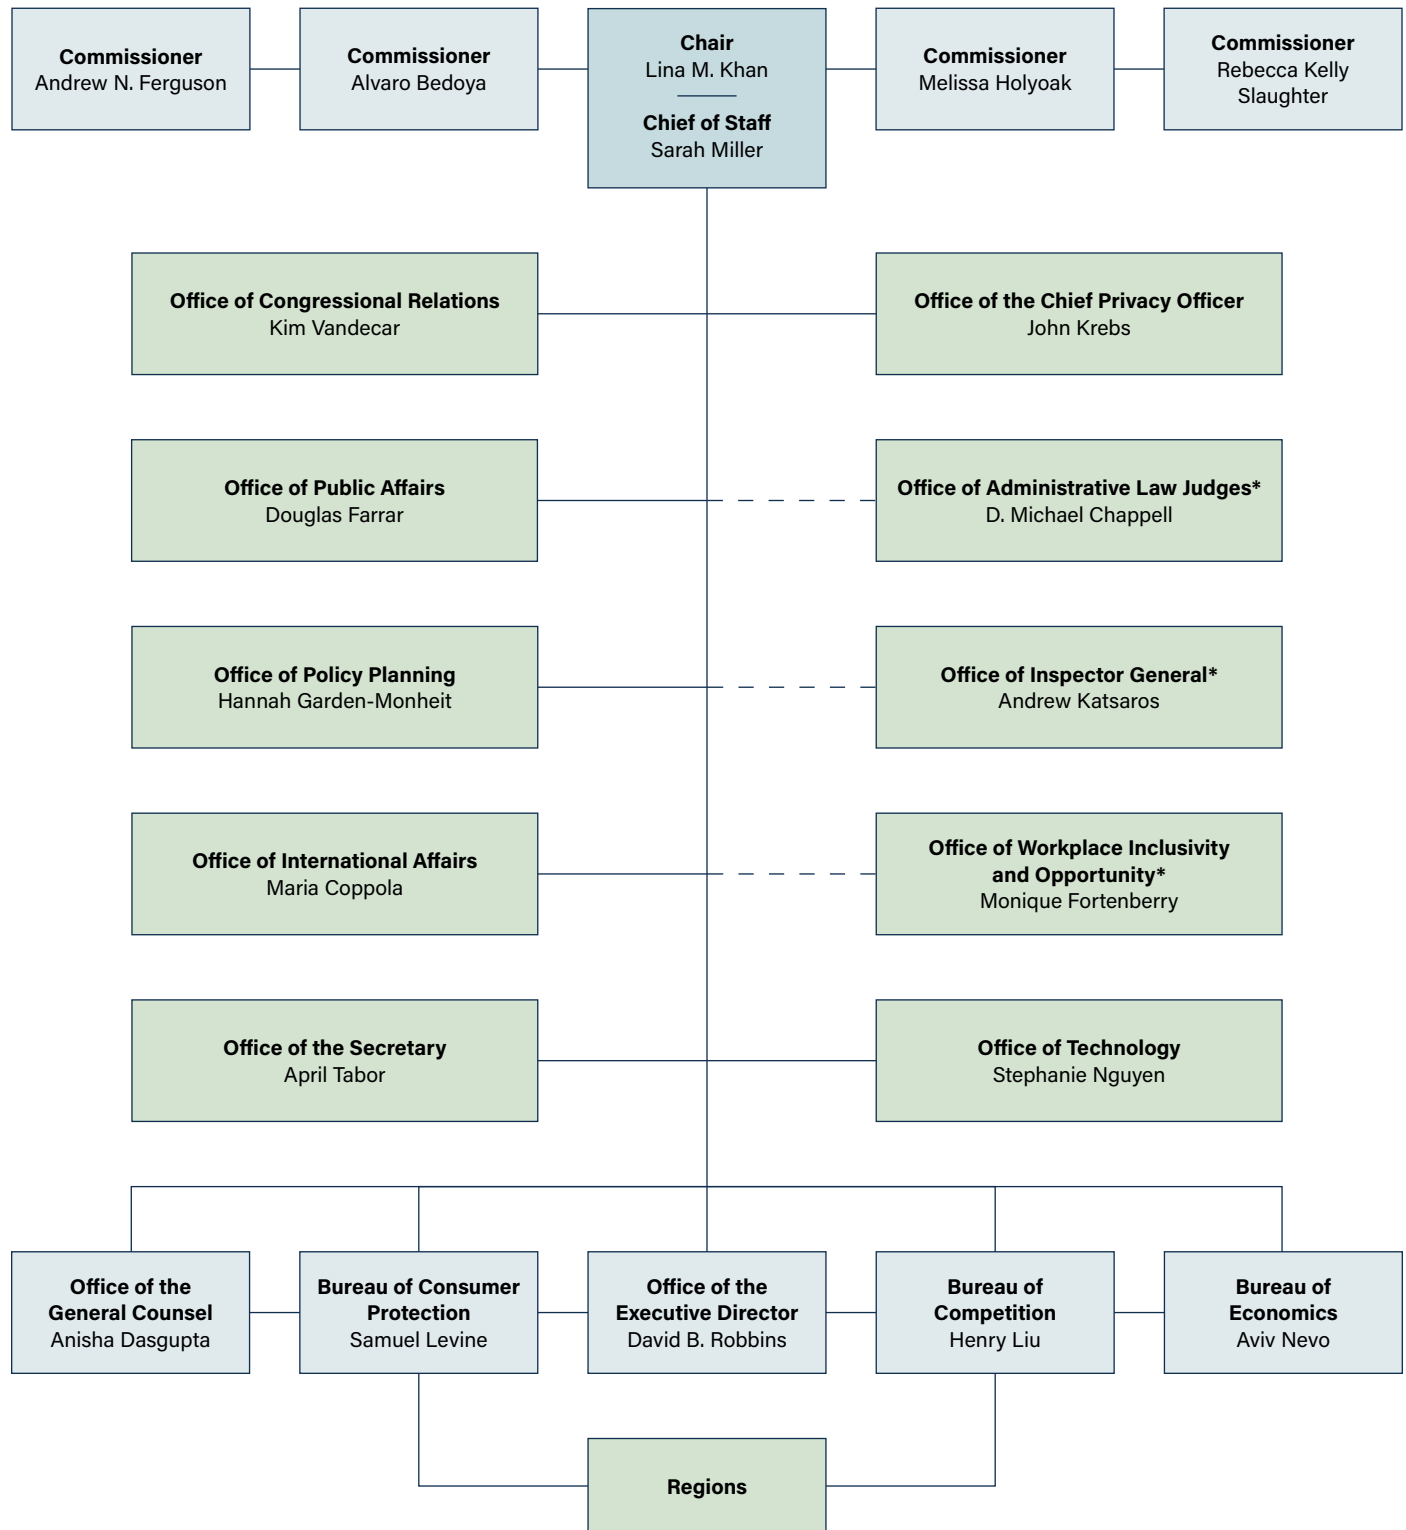 Commissioner
Andrew N. Ferguson
Commissioner
Alvaro Bedoya
Chair
Lina M. Khan
Chief of Staff
Sarah Miller
Commissioner
Melissa Holyoak
Commissioner
Rebecca Kelly
Slaughter
Office of Congressional Relations
Kim Vandecar
Office of the Chief Privacy Officer
John Krebs
Office of Public Affairs
Douglas Farrar
Office of Administrative Law Judges*
D. Michael Chappell
Office of Policy Planning
Hannah Garden-Monheit
Office of Inspector General*
Andrew Katsaros
Office of International Affairs
Maria Coppola
Office of Workplace Inclusivity
and Opportunity*
Monique Fortenberry
Office of the Secretary
April Tabor
Office of Technology
Stephanie Nguyen
Office of the
General Counsel
Anisha Dasgupta
Bureau of Consumer
Protection
Samuel Levine
Office of the
Executive Director
David B. Robbins
Bureau of
Competition
Henry Liu
Bureau of
Economics
Aviv Nevo
Regions